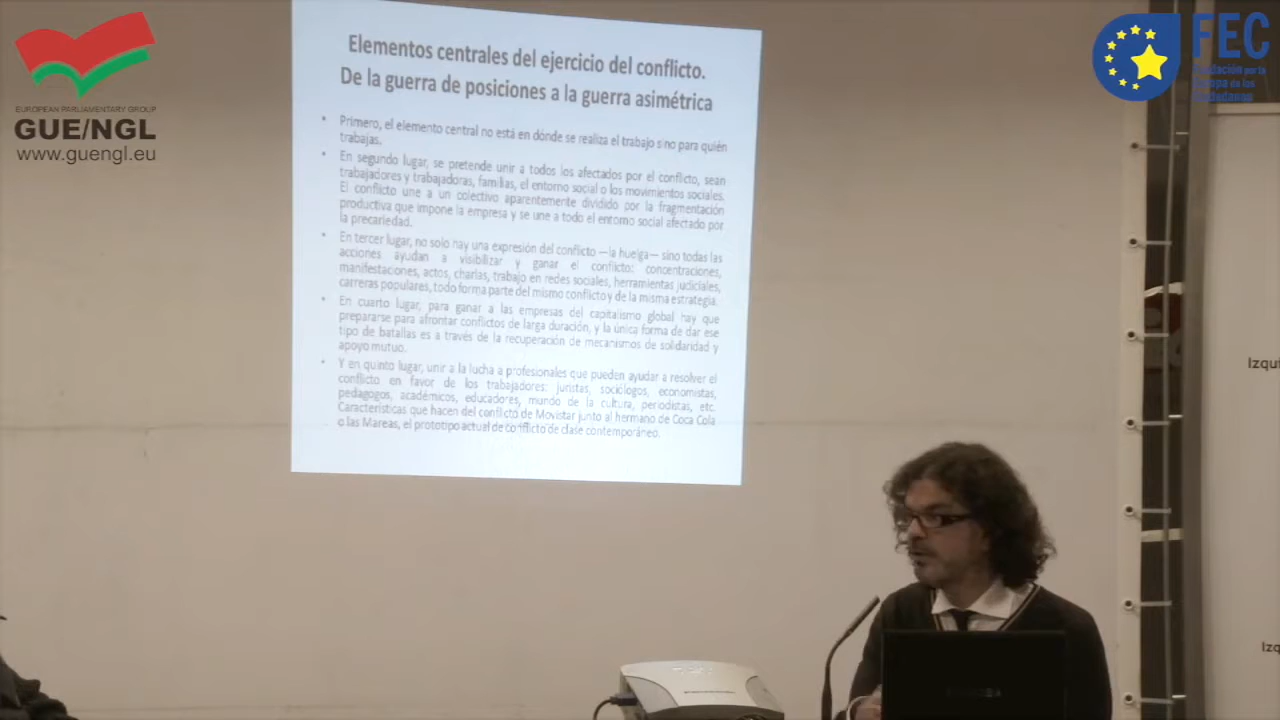 EUROPEAN PARLIAMENTARY GROUP
GUE/NGL
www.guengl.eu
Elementos centrales del ejercicio del conflicto.
De la guerra de posiciones a la guerra asimétrica
• Primero, el elemento central no está en dónde se realiza el trabajo sino para quién
trabajas.
• En segundo lugar, se pretende unir a todos los afectados por el conflicto, sean
trabajadores y trabajadoras, familias, el entorno social o los movimientos sociales.
El conflicto une a un colectivo aparentemente dividido por la fragmentación
productiva que impone la empresa y se une a todo el entorno social afectado por
la precariedad.
• En tercer lugar, no solo hay una expresión del conflicto —la huelga— sino todas las
acciones ayudan a visibilizar y ganar el conflicto: concentraciones,
manifestaciones, actos, charlas, trabajo en redes sociales, herramientas judiciales,
carreras populares, todo forma parte del mismo conflicto y de la misma estrategia.
• En cuarto lugar, para ganar a las empresas del capitalismo global hay que
prepararse para afrontar conflictos de larga duración, y la única forma de dar ese
tipo de batallas es a través de la recuperación de mecanismos de solidaridad y
apoyo mutuo.
• Y en quinto lugar, unir a la lucha a profesionales que pueden ayudar a resolver el
conflicto en favor de los trabajadores: juristas, sociólogos, economistas,
pedagogos, académicos, educadores, mundo de la cultura, periodistas, etc.
Características que hacen del conflicto de Movistar junto al hermano de Coca Cola
o las Mareas, el prototipo actual de conflicto de clase contemporáneo.
FEC
Fundación por la
Europa de los
Ciudadanos
Izqui
Izq
TOSHIBA